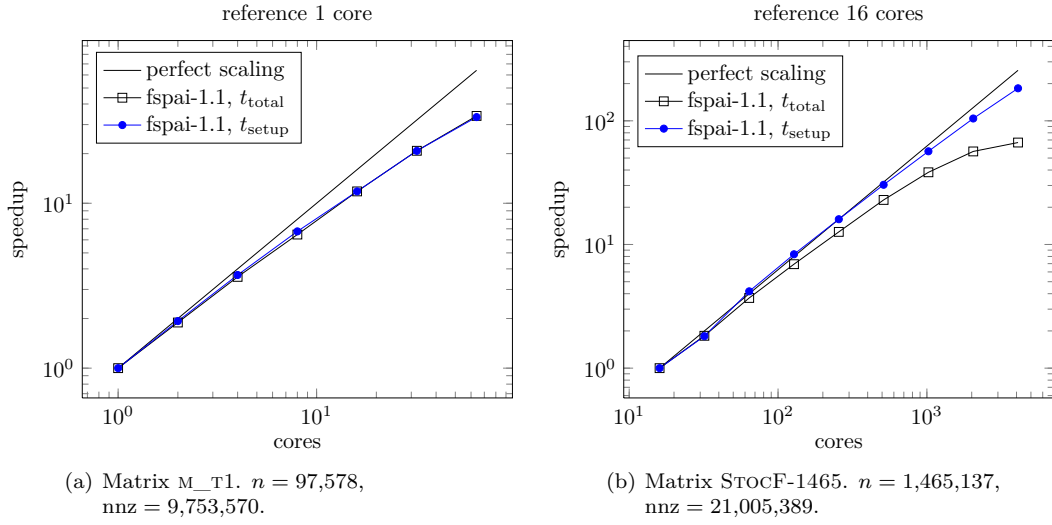 reference 1 core
perfect scaling
fspai-1.1, t_total
fspai-1.1, t_setup
speedup
10^1
10^0
10^0 10^1
cores
(a) Matrix M_T1. n = 97,578,
nnz = 9,753,570.
reference 16 cores
perfect scaling
fspai-1.1, t_total
fspai-1.1, t_setup
speedup
10^2
10^1
10^0
10^1 10^2 10^3
cores
(b) Matrix STOCF-1465. n = 1,465,137,
nnz = 21,005,389.